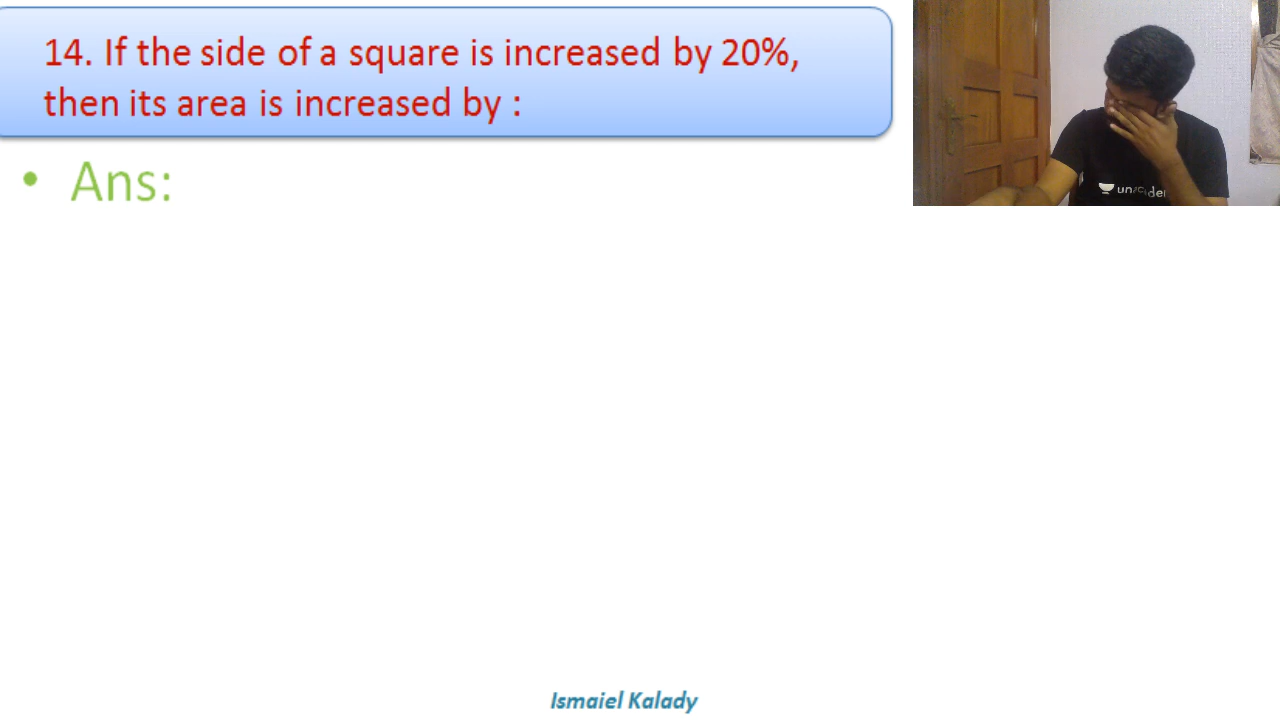 14. If the side of a square is increased by 20%,
then its area is increased by :
• Ans:
Ismaiel Kalady